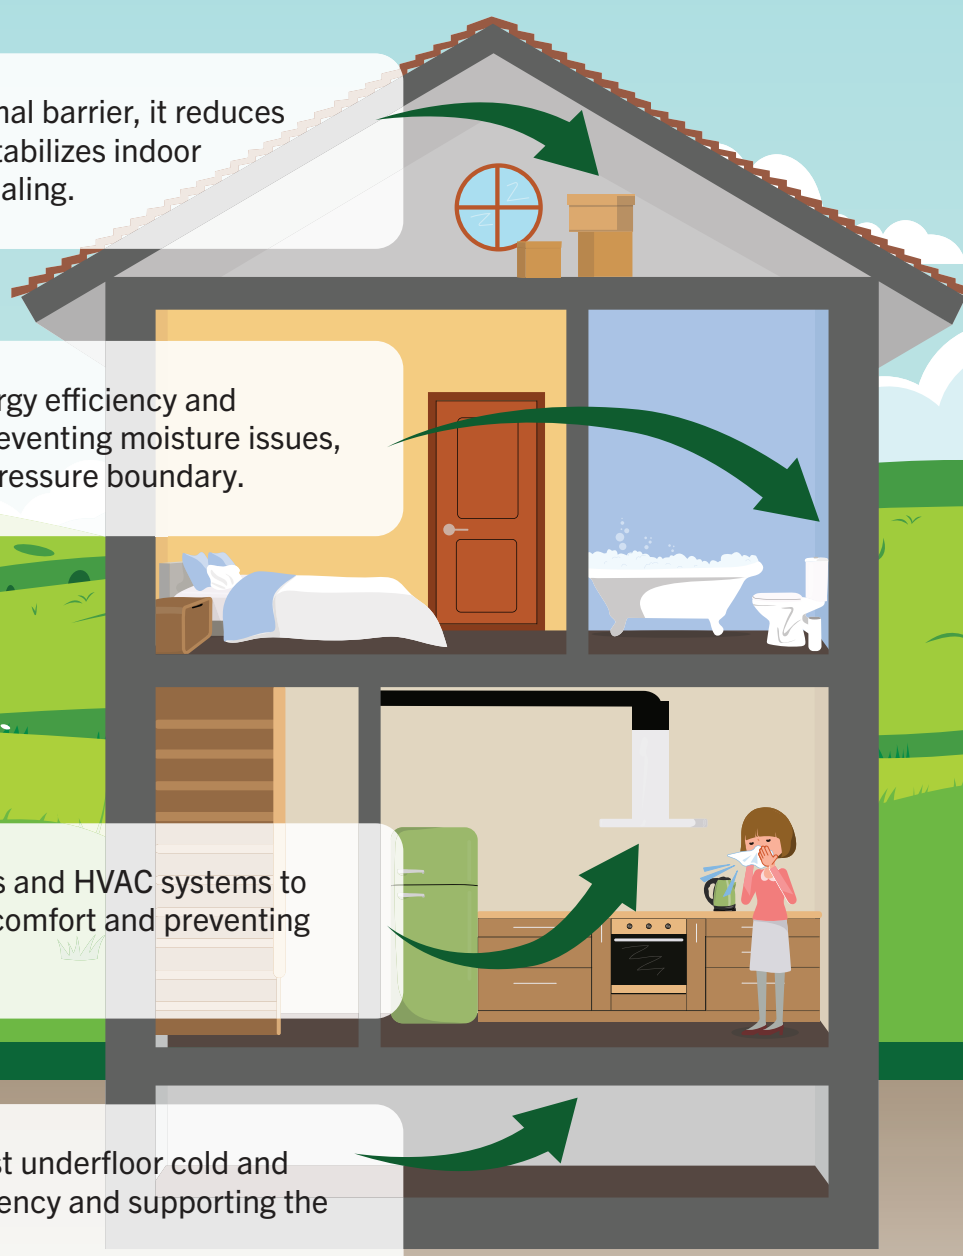 nal barrier, it reduces
tabilizes indoor
aling.
rgy efficiency and
eventing moisture issues,
ressure boundary.
s and HVAC systems to
comfort and preventing
st underfloor cold and
ency and supporting the